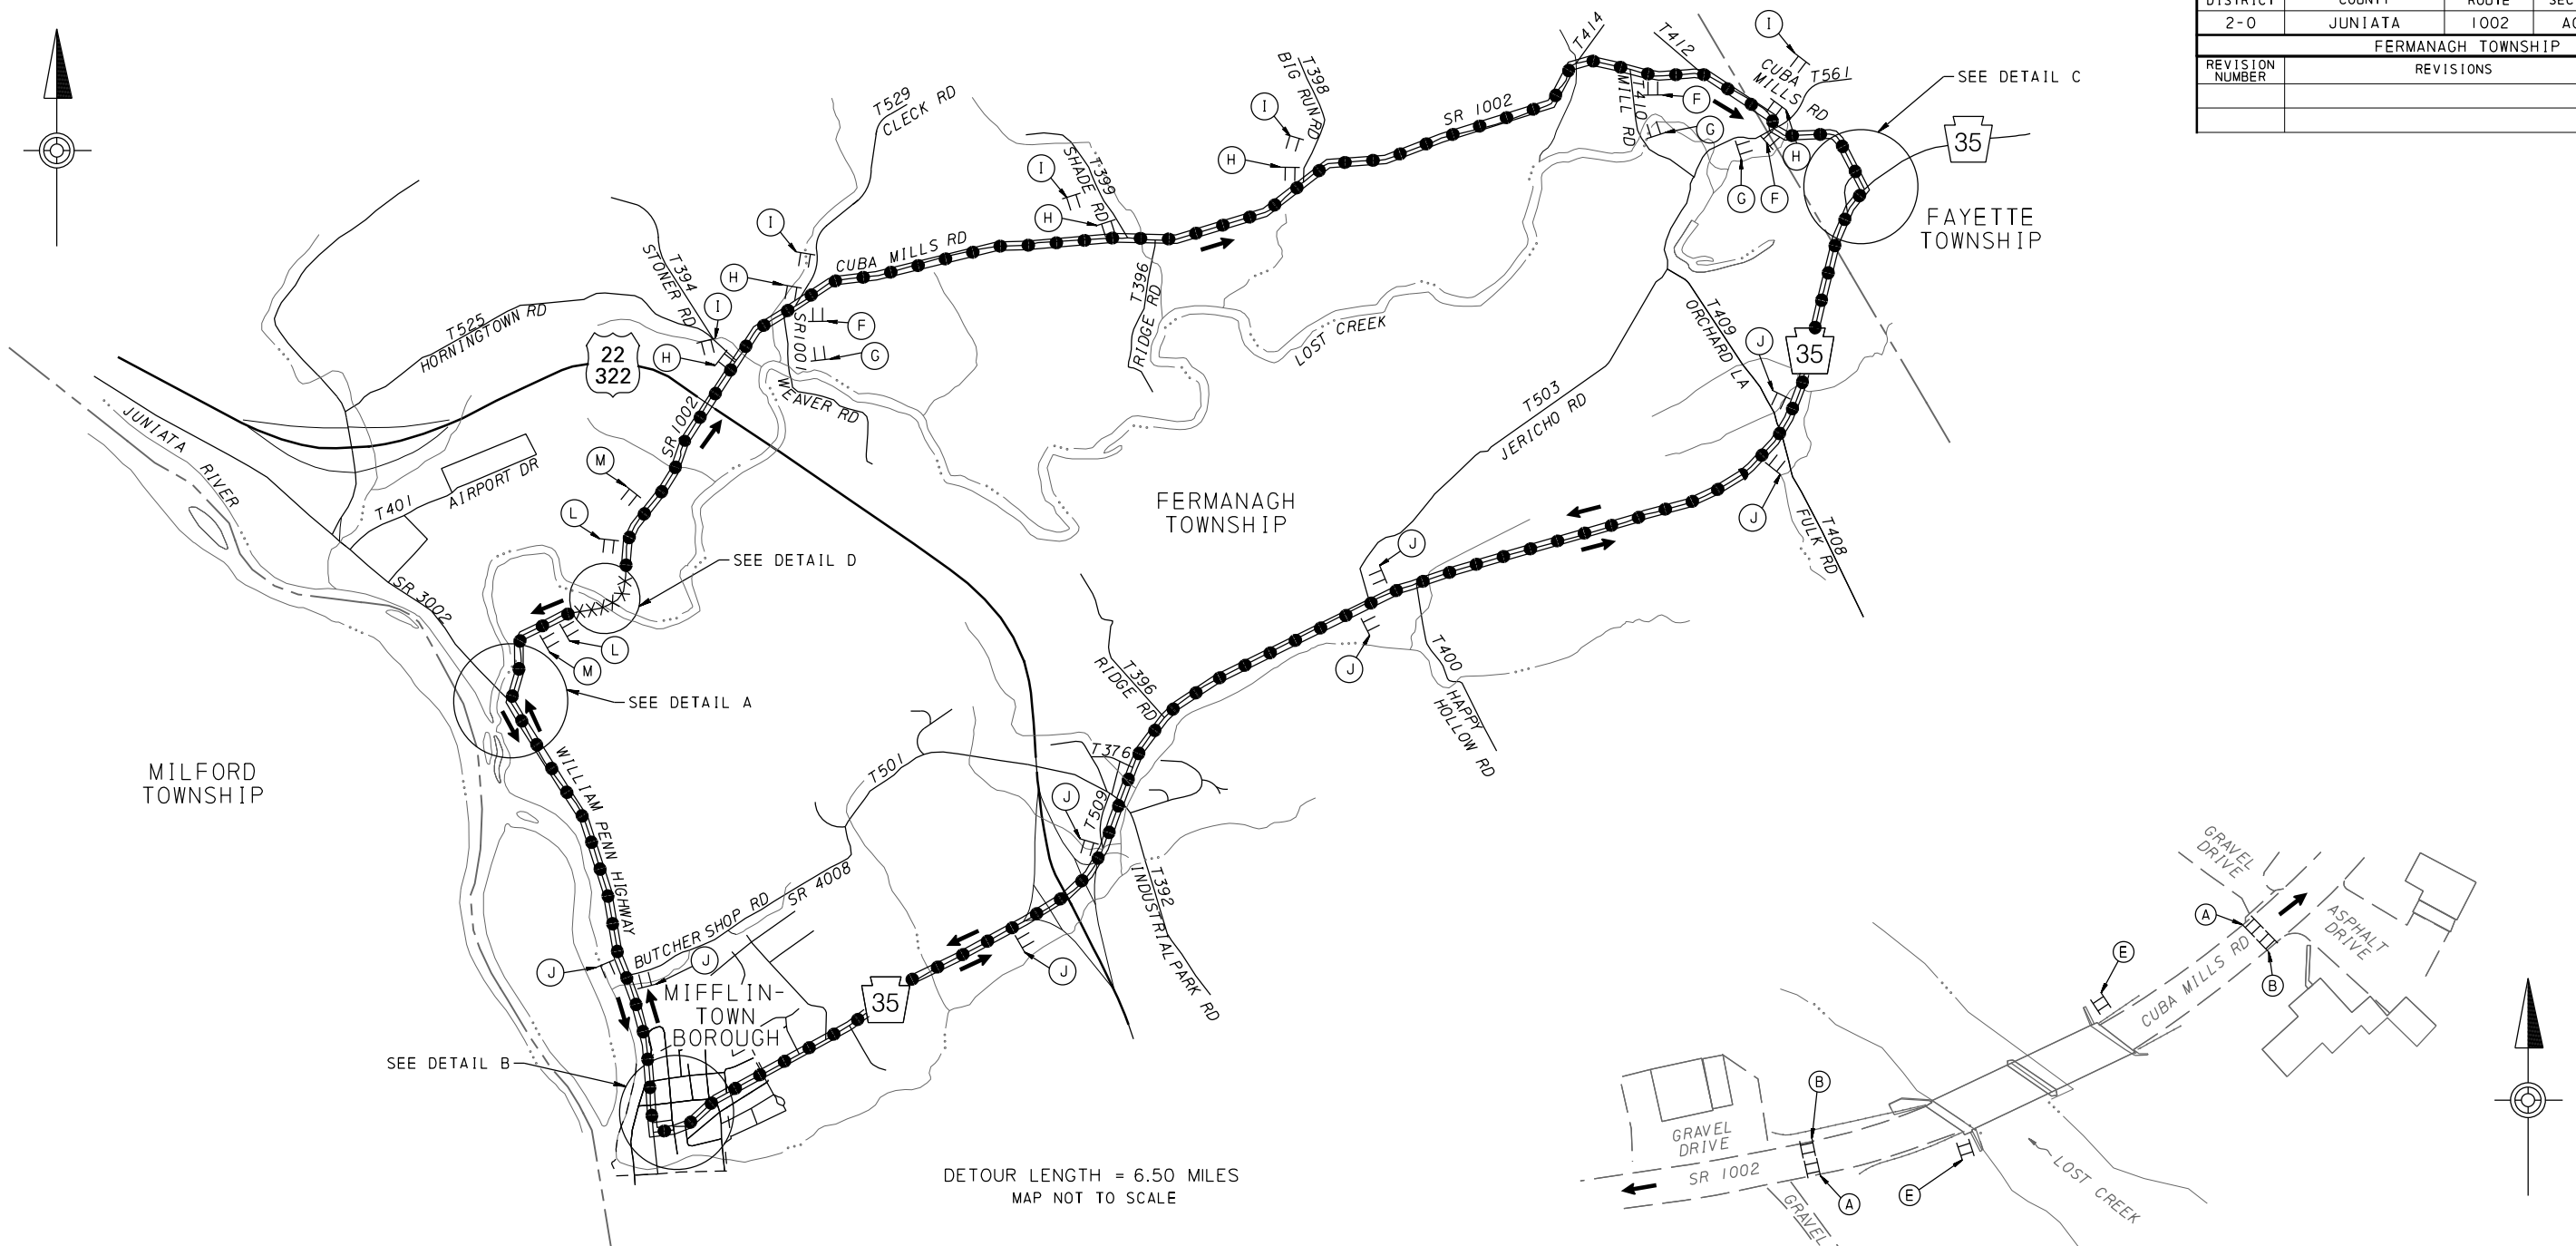 DISTRICT COUNTY ROUTE
2-0 JUNIATA 1002
FERMANAGH TOWNSHIP
REVISION
NUMBER
REVISIONS
T414
T412
I
CUBA
MILLS RD
T561
SEE DETAIL C
T398
BIG RUN RD
T529
CLECK RD
I
SR 1002
T410
MILL RD
F
G
H
35
G
F
FAYETTE
TOWNSHIP
T399
SHADE RD
I
H
H
I
T394
STONER RD
CUBA MILLS RD
H
I
T396
RIDGE RD
T525
HORNINGTOWN RD
22
322
H
SR1001
F
G
WEAVER RD
LOST CREEK
T409
ORCHARD LA
J
35
JUNIATA RIVER
SR1002
T503
JERICHO RD
M
T401
AIRPORT DR
L
FERMANAGH
TOWNSHIP
J
J
T408
FULK RD
SEE DETAIL D
SR 3002
L
M
J
T400
HAPPY
HOLLOW RD
T396
RIDGE RD
SEE DETAIL A
MILFORD
TOWNSHIP
WILLIAM PENN HIGHWAY
T501
T376
T509
J
T392
INDUSTRIAL PARK RD
BUTCHER SHOP RD
SR 4008
J
J
J
35
MIFFLIN-
TOWN
BOROUGH
SEE DETAIL B
DETOUR LENGTH = 6.50 MILES
MAP NOT TO SCALE
GRAVEL
DRIVE
A
ASPHALT
DRIVE
E
CUBA MILLS RD
B
B
GRAVEL
DRIVE
SR 1002
A
E
LOST CREEK
GRAVEL